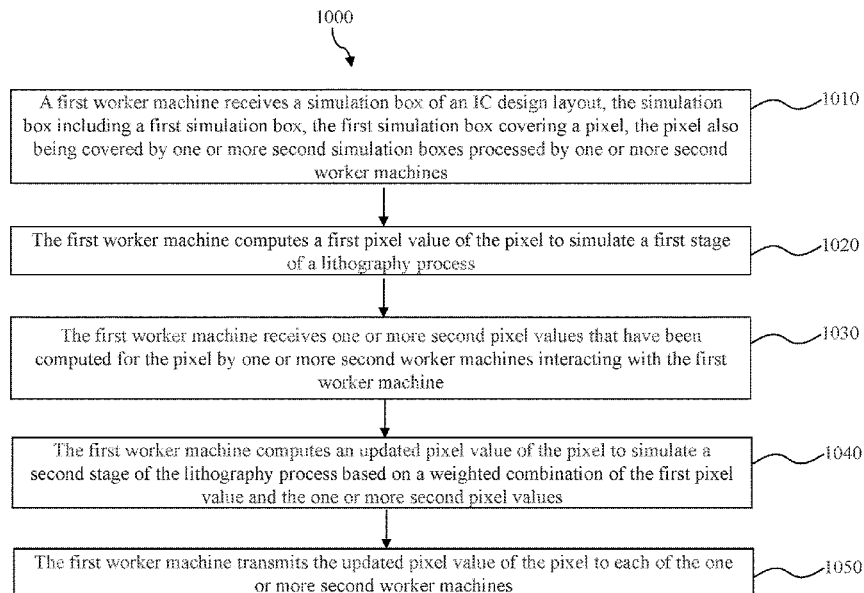 1000
A first worker machine receives a simulation box of an IC design layout, the simulation
box including a first simulation box, the first simulation box covering a pixel, the pixel also
being covered by one or more second simulation boxes processed by one or more second
worker machines
1010
The first worker machine computes a first pixel value of the pixel to simulate a first stage
of a lithography process
1020
The first worker machine receives one or more second pixel values that have been
computed for the pixel by one or more second worker machines interacting with the first
worker machine
1030
The first worker machine computes an updated pixel value of the pixel to simulate a
second stage of the lithography process based on a weighted combination of the first pixel
value and the one or more second pixel values
1040
The first worker machine transmits the updated pixel value of the pixel to each of the one
or more second worker machines
1050